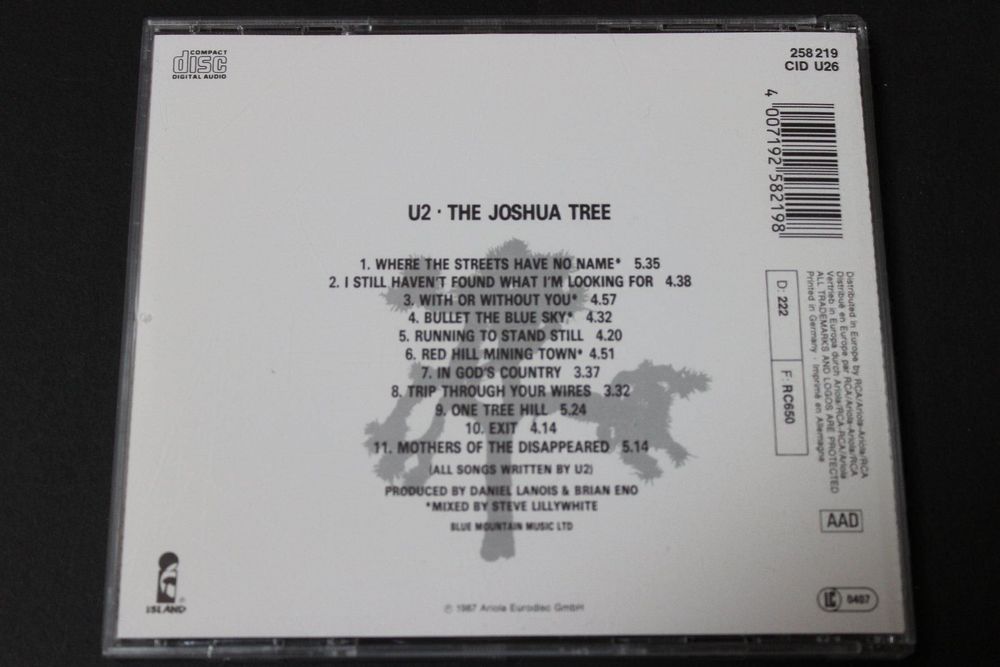 COMPACT
disc
DIGITAL AUDIO
258 219
CID U26
4 007192 582198
U2 · THE JOSHUA TREE
1. WHERE THE STREETS HAVE NO NAME* 5.35
2. I STILL HAVEN'T FOUND WHAT I'M LOOKING FOR 4.38
3. WITH OR WITHOUT YOU* 4.57
4. BULLET THE BLUE SKY* 4.32
5. RUNNING TO STAND STILL 4.20
6. RED HILL MINING TOWN* 4.51
7. IN GOD'S COUNTRY 3.37
8. TRIP THROUGH YOUR WIRES 3.32
9. ONE TREE HILL 5.24
10. EXIT 4.14
11. MOTHERS OF THE DISAPPEARED 5.14
(ALL SONGS WRITTEN BY U2)
PRODUCED BY DANIEL LANOIS & BRIAN ENO
*MIXED BY STEVE LILLYWHITE
BLUE MOUNTAIN MUSIC LTD
D: 222
F: RC650
Distributed in Europe by RCA/Ariola-Ariola/RCA
Distribué en Europe par RCA/Ariola-Ariola/RCA
Vertrieb in Europa durch Ariola/RCA-RCA/Ariola
ALL TRADEMARKS AND LOGOS ARE PROTECTED
Printed in Germany · Imprimé en Allemagne
AAD
ISLAND
℗ 1987 Ariola Eurodisc GmbH
LC 0407